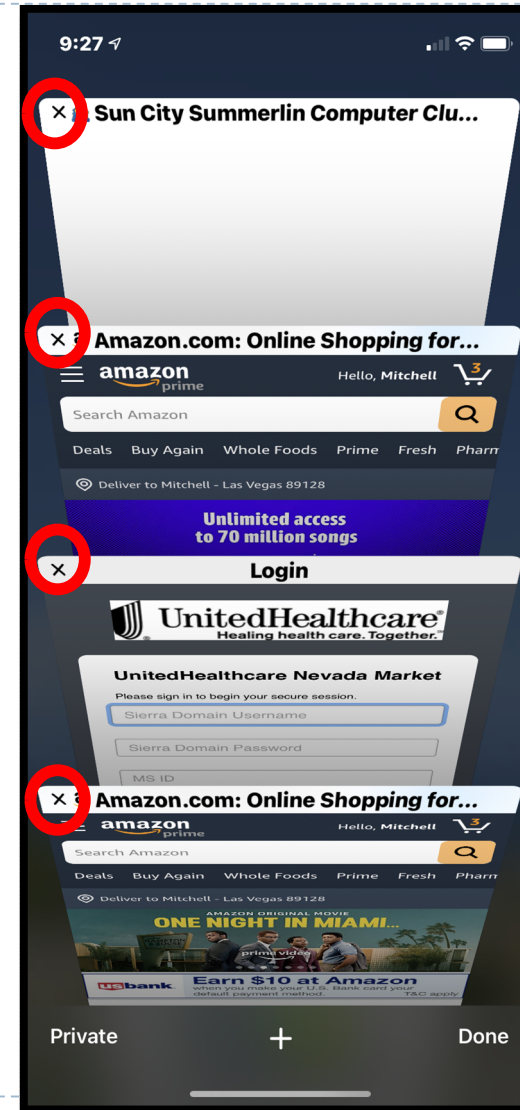 9:27
× Sun City Summerlin Computer Clu...
× Amazon.com: Online Shopping for...
amazon
prime
Hello, Mitchell
3
Search Amazon
Deals Buy Again Whole Foods Prime Fresh Pharm
Deliver to Mitchell - Las Vegas 89128
Unlimited access
to 70 million songs
× Login
UnitedHealthcare®
Healing health care. Together.
UnitedHealthcare Nevada Market
Please sign in to begin your secure session.
Sierra Domain Username
Sierra Domain Password
MS ID
× Amazon.com: Online Shopping for...
amazon
prime
Hello, Mitchell
3
Search Amazon
Deals Buy Again Whole Foods Prime Fresh Pharm
Deliver to Mitchell - Las Vegas 89128
AMAZON ORIGINAL MOVIE
ONE NIGHT IN MIAMI...
prime video
usbank
Earn $10 at Amazon
when you make your U.S. Bank card your
default payment method.
T&C apply
Private + Done